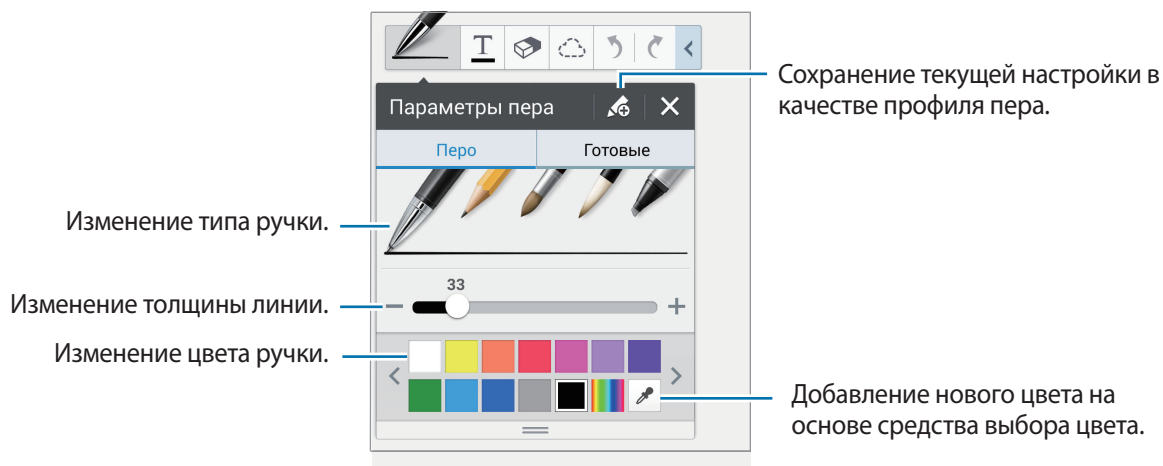 T
Параметры пера
Перо Готовые
33
Сохранение текущей настройки в
качестве профиля пера.
Изменение типа ручки.
Изменение толщины линии.
Изменение цвета ручки.
Добавление нового цвета на
основе средства выбора цвета.